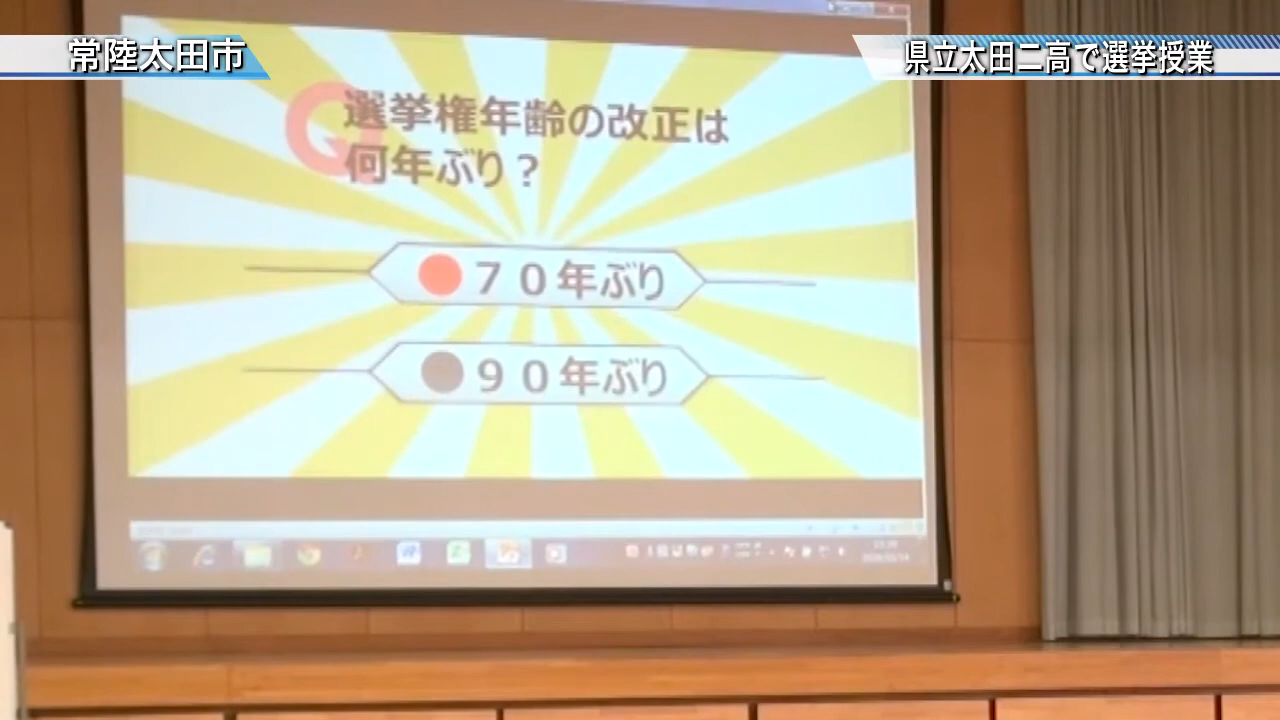 常陸太田市
県立太田二高で選挙授業
Q 選挙権年齢の改正は
何年ぶり？
７０年ぶり
９０年ぶり